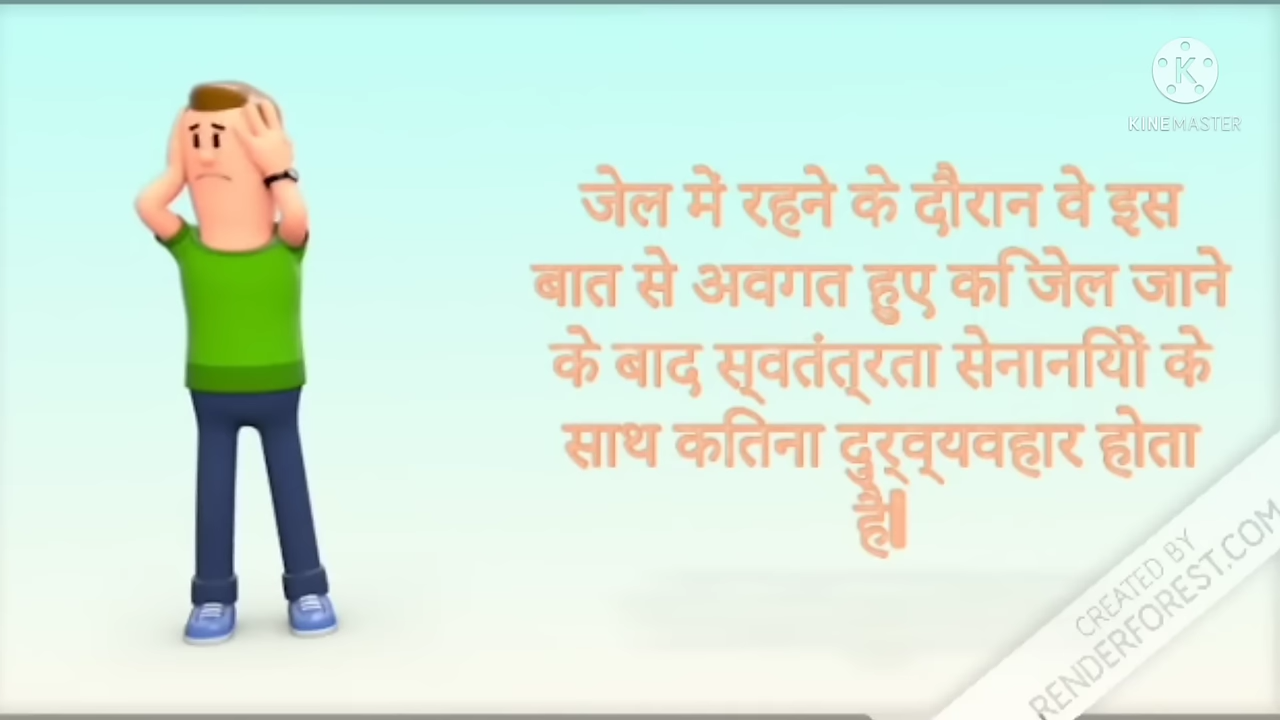 KINEMASTER
जेल में रहने के दौरान वे इस
बात से अवगत हुए कि जेल जाने
के बाद स्वतंत्रता सेनानियों के
साथ कितना दुर्व्यवहार होता
है।
CREATED BY
RENDERFOREST.COM